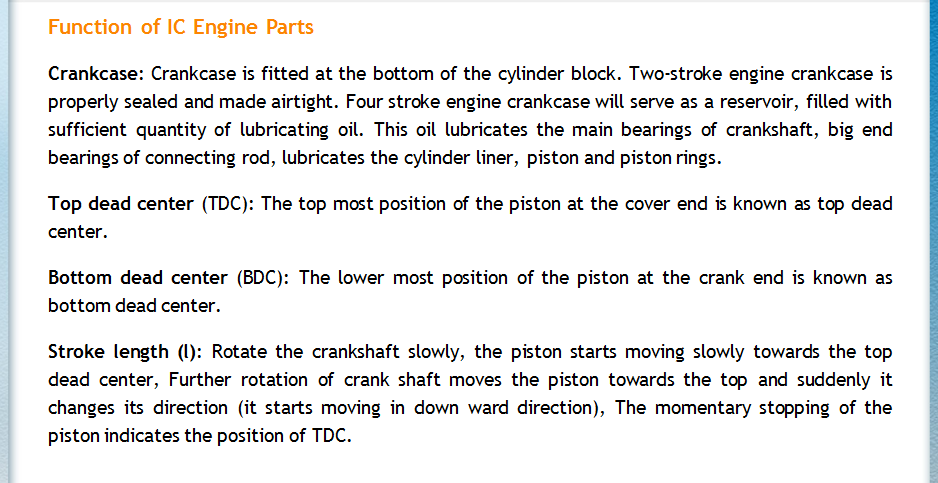 Function of IC Engine Parts
Crankcase: Crankcase is fitted at the bottom of the cylinder block. Two-stroke engine crankcase is
properly sealed and made airtight. Four stroke engine crankcase will serve as a reservoir, filled with
sufficient quantity of lubricating oil. This oil lubricates the main bearings of crankshaft, big end
bearings of connecting rod, lubricates the cylinder liner, piston and piston rings.
Top dead center (TDC): The top most position of the piston at the cover end is known as top dead
center.
Bottom dead center (BDC): The lower most position of the piston at the crank end is known as
bottom dead center.
Stroke length (l): Rotate the crankshaft slowly, the piston starts moving slowly towards the top
dead center, Further rotation of crank shaft moves the piston towards the top and suddenly it
changes its direction (it starts moving in down ward direction), The momentary stopping of the
piston indicates the position of TDC.